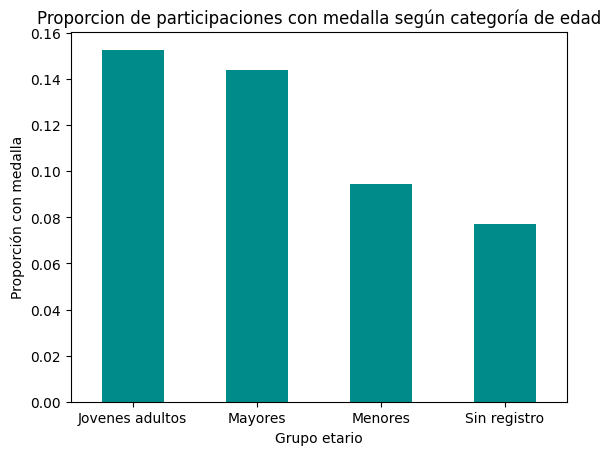 Proporcion de participaciones con medalla según categoría de edad
Proporción con medalla
0.16
0.14
0.12
0.10
0.08
0.06
0.04
0.02
0.00
Jovenes adultos
Mayores
Menores
Sin registro
Grupo etario